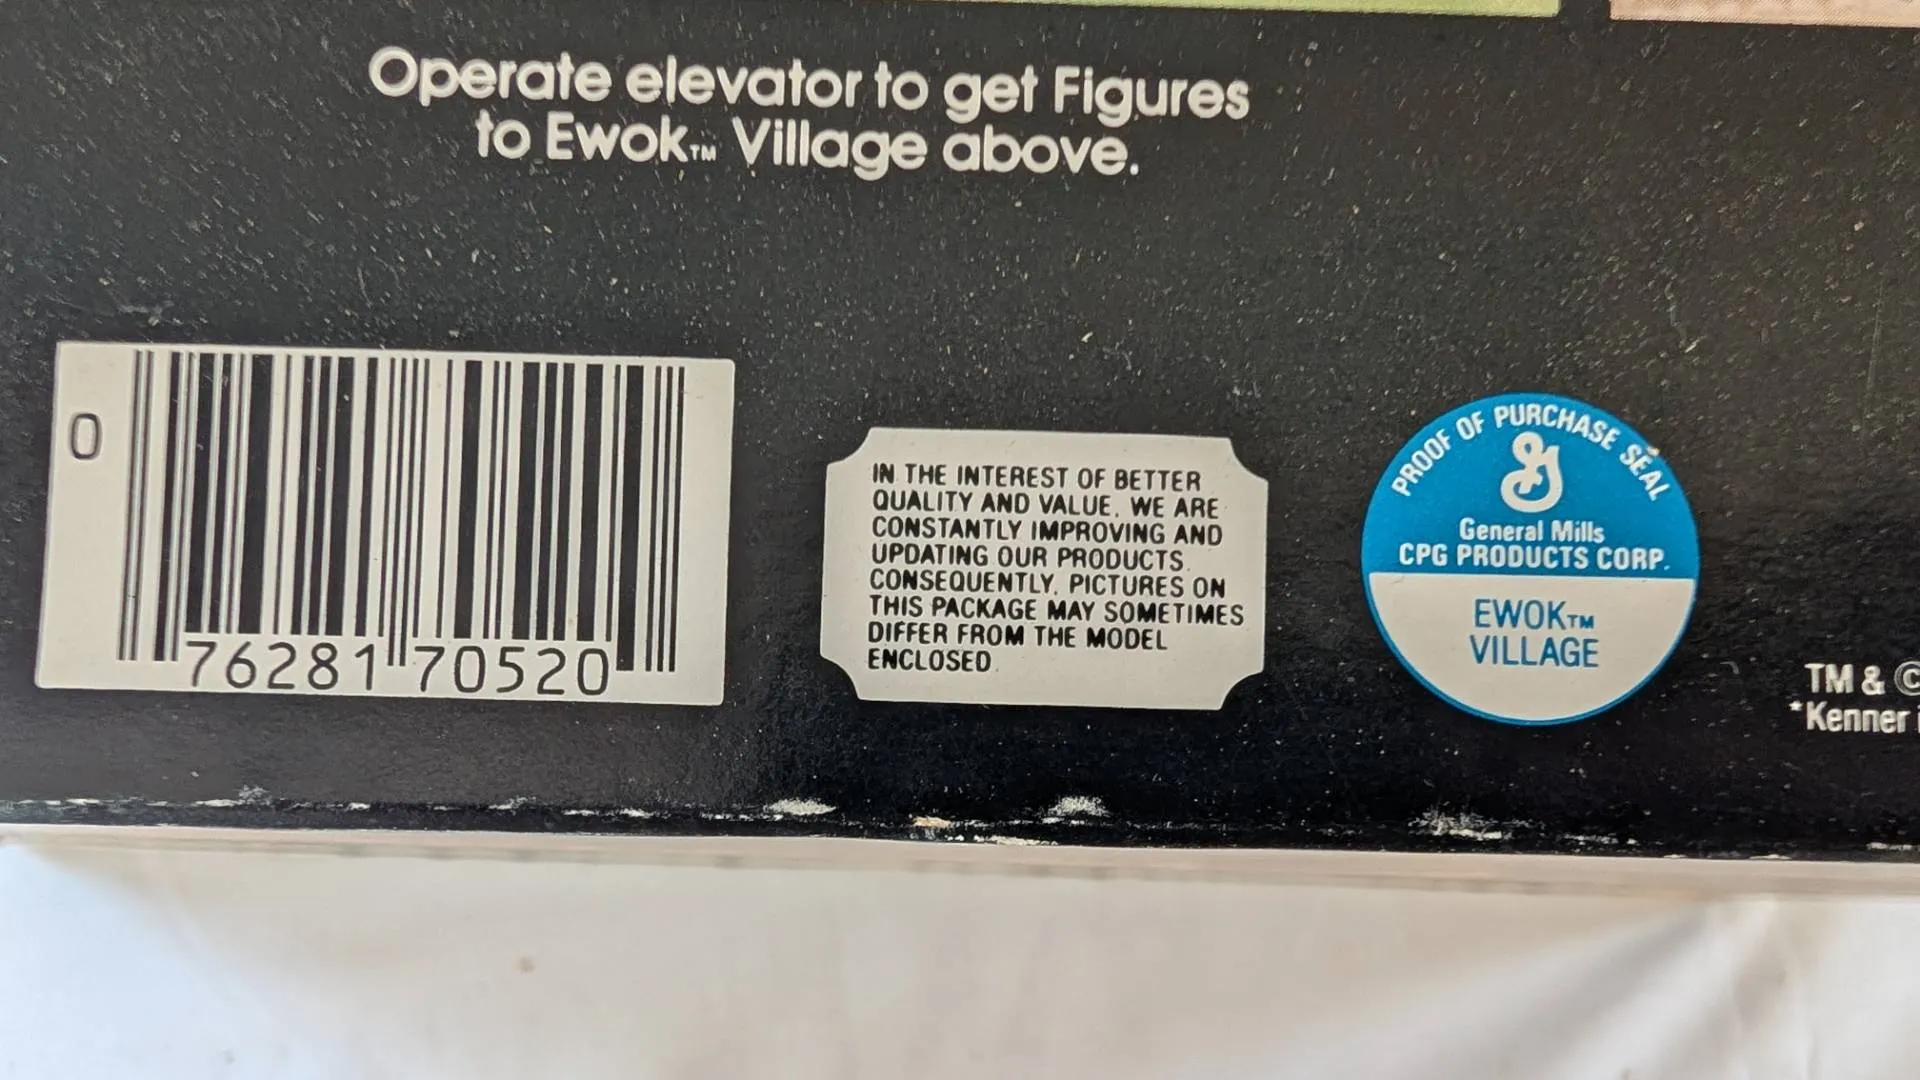 Operate elevator to get Figures
to Ewok™ Village above.
0
76281 70520
IN THE INTEREST OF BETTER
QUALITY AND VALUE, WE ARE
CONSTANTLY IMPROVING AND
UPDATING OUR PRODUCTS.
CONSEQUENTLY, PICTURES ON
THIS PACKAGE MAY SOMETIMES
DIFFER FROM THE MODEL
ENCLOSED.
PROOF OF PURCHASE SEAL
General Mills
CPG PRODUCTS CORP.
EWOK™
VILLAGE
TM & ©
*Kenner